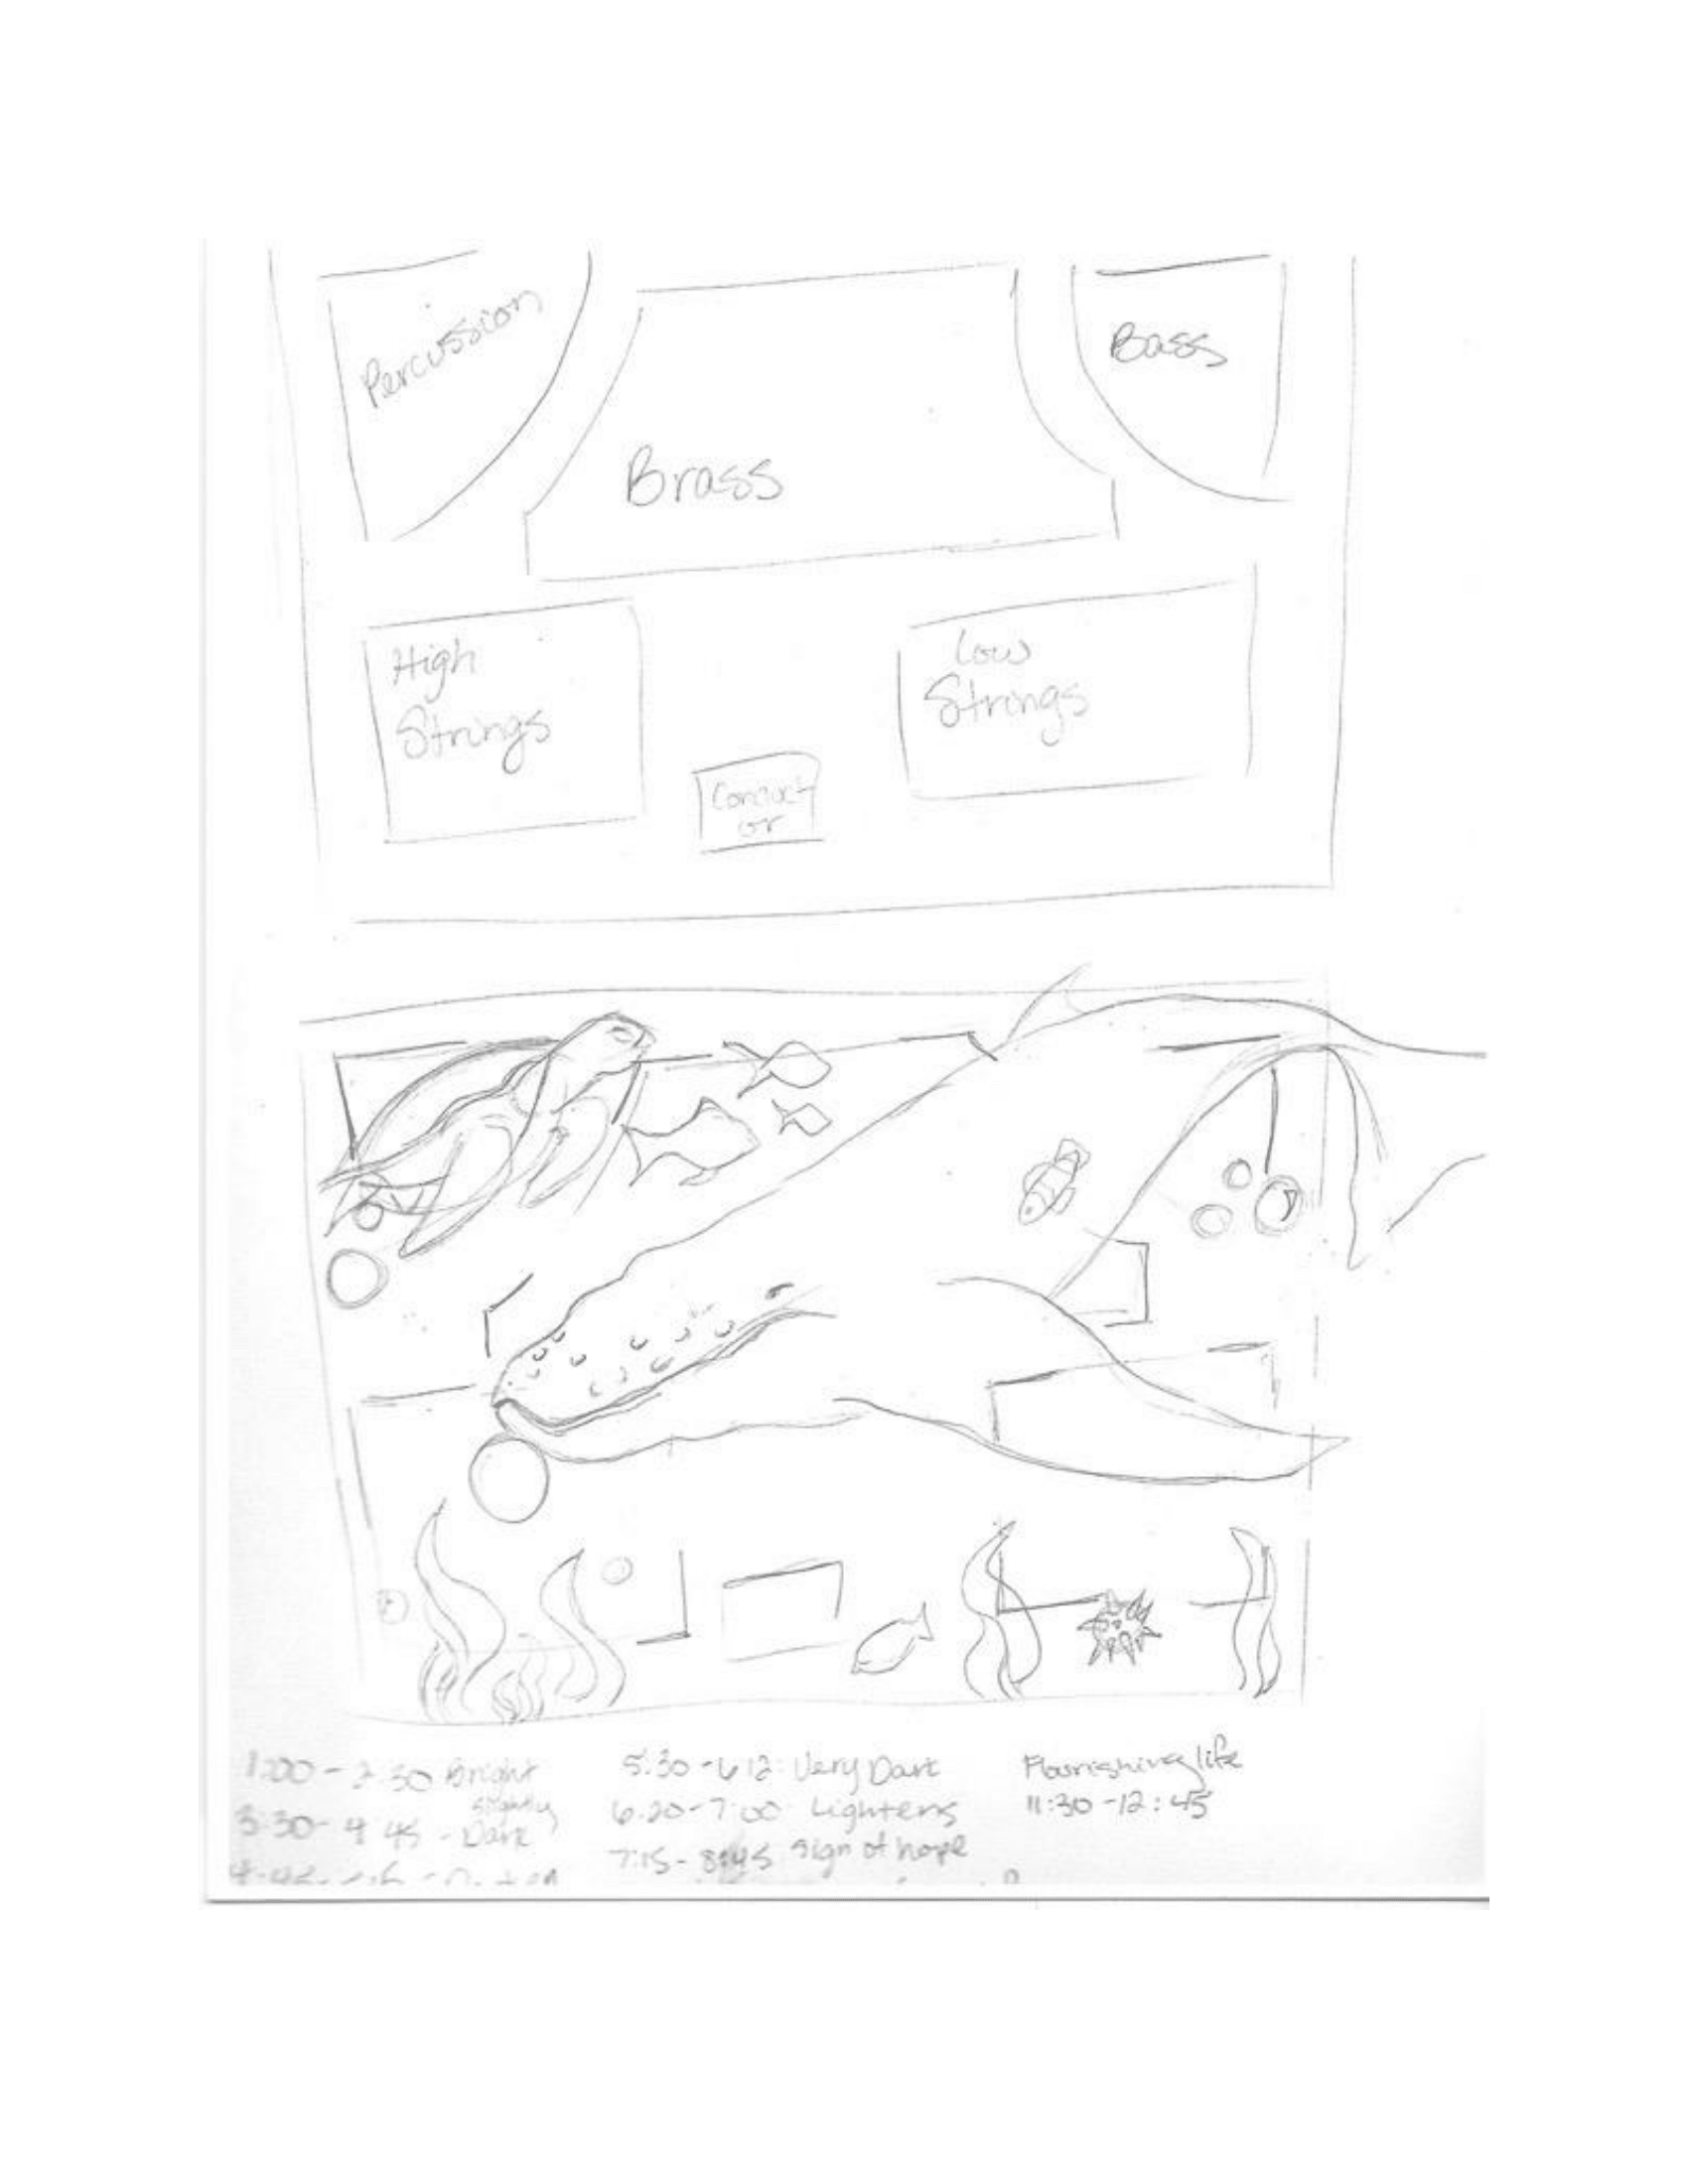 Percussion
Brass
Bass
High
Strings
Low
Strings
Conduct
or
1:00 - 2:30 Bright
3:30 - 4:45 - slightly Dark
5:30 - 6:12: Very Dark
6:20 - 7:00 Lightens
7:15 - 8:45 Sign of hope
Flourishing life
11:30 - 12:45